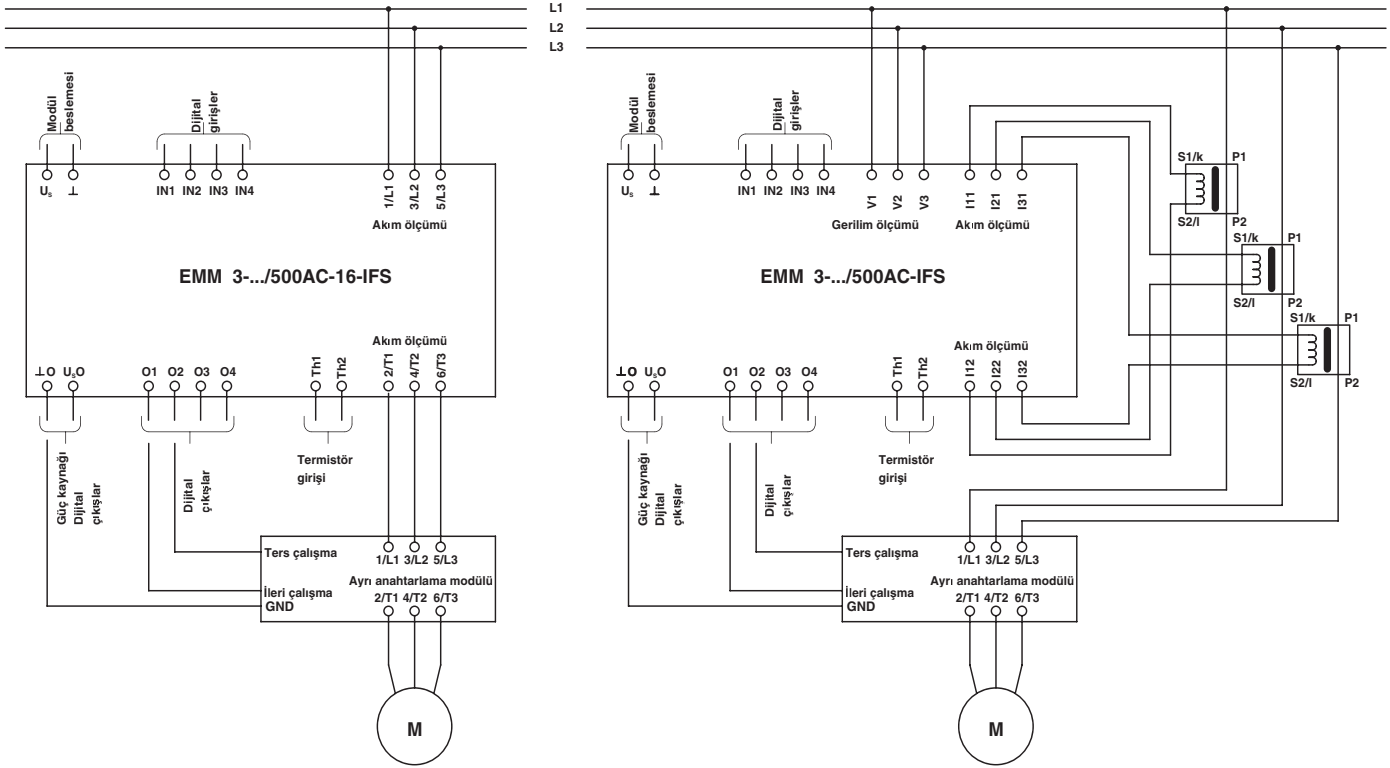 L1
L2
L3
Modül
beslemesi
Dijital
girişler
Us ⊥
IN1 IN2 IN3 IN4
1/L1 3/L2 5/L3
Akım ölçümü
EMM 3-.../500AC-16-IFS
Akım ölçümü
⊥O UsO
O1 O2 O3 O4
Th1 Th2
2/T1 4/T2 6/T3
Güç kaynağı
Dijital
çıkışlar
Dijital
çıkışlar
Termistör
girişi
Ters çalışma
1/L1 3/L2 5/L3
Ayrı anahtarlama modülü
İleri çalışma
GND
2/T1 4/T2 6/T3
M
Modül
beslemesi
Dijital
girişler
Us ⊥
IN1 IN2 IN3 IN4
V1 V2 V3
I11 I21 I31
Gerilim ölçümü
Akım ölçümü
EMM 3-.../500AC-IFS
Akım ölçümü
⊥O UsO
O1 O2 O3 O4
Th1 Th2
I12 I22 I32
S1/k P1
S2/l P2
S1/k P1
S2/l P2
S1/k P1
S2/l P2
Güç kaynağı
Dijital
çıkışlar
Dijital
çıkışlar
Termistör
girişi
Ters çalışma
1/L1 3/L2 5/L3
Ayrı anahtarlama modülü
İleri çalışma
GND
2/T1 4/T2 6/T3
M